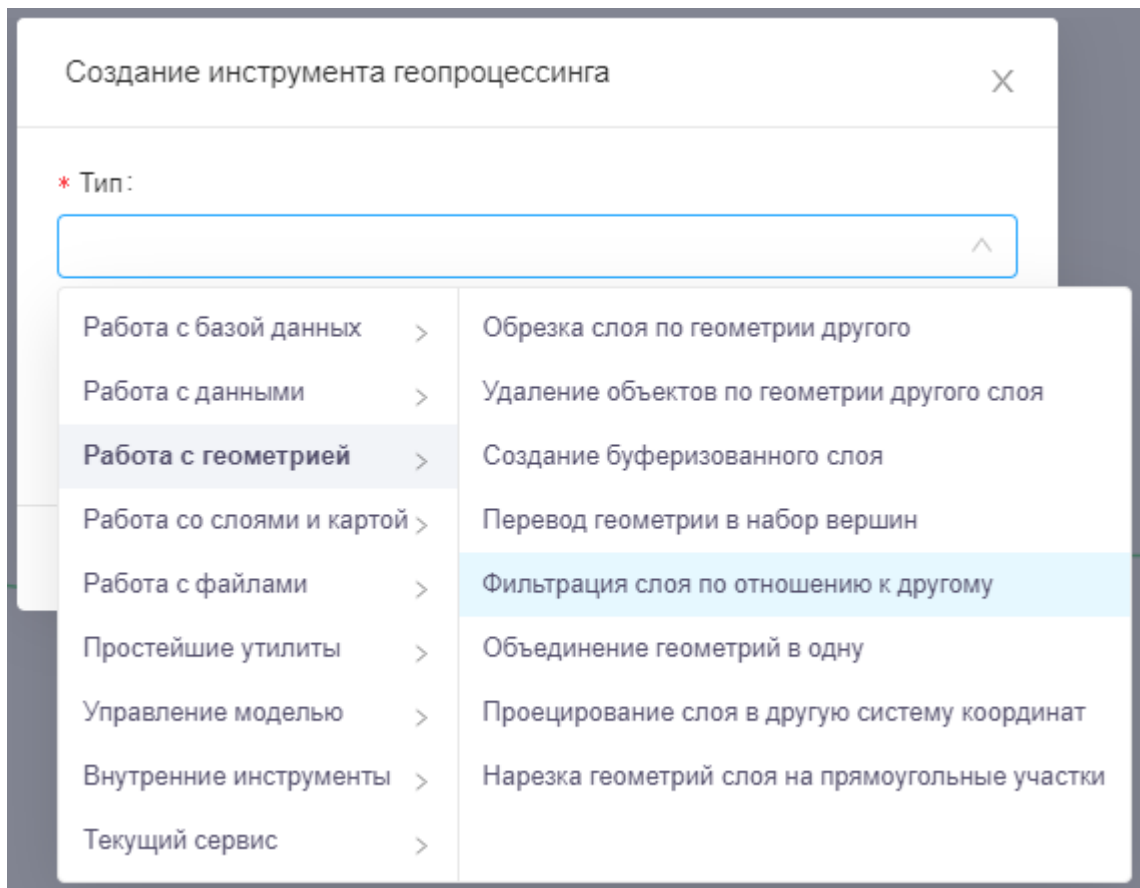 Создание инструмента геопроцессинга
* Тип:
Работа с базой данных
Работа с данными
Работа с геометрией
Работа со слоями и картой
Работа с файлами
Простейшие утилиты
Управление моделью
Внутренние инструменты
Текущий сервис
Обрезка слоя по геометрии другого
Удаление объектов по геометрии другого слоя
Создание буферизованного слоя
Перевод геометрии в набор вершин
Фильтрация слоя по отношению к другому
Объединение геометрий в одну
Проецирование слоя в другую систему координат
Нарезка геометрий слоя на прямоугольные участки